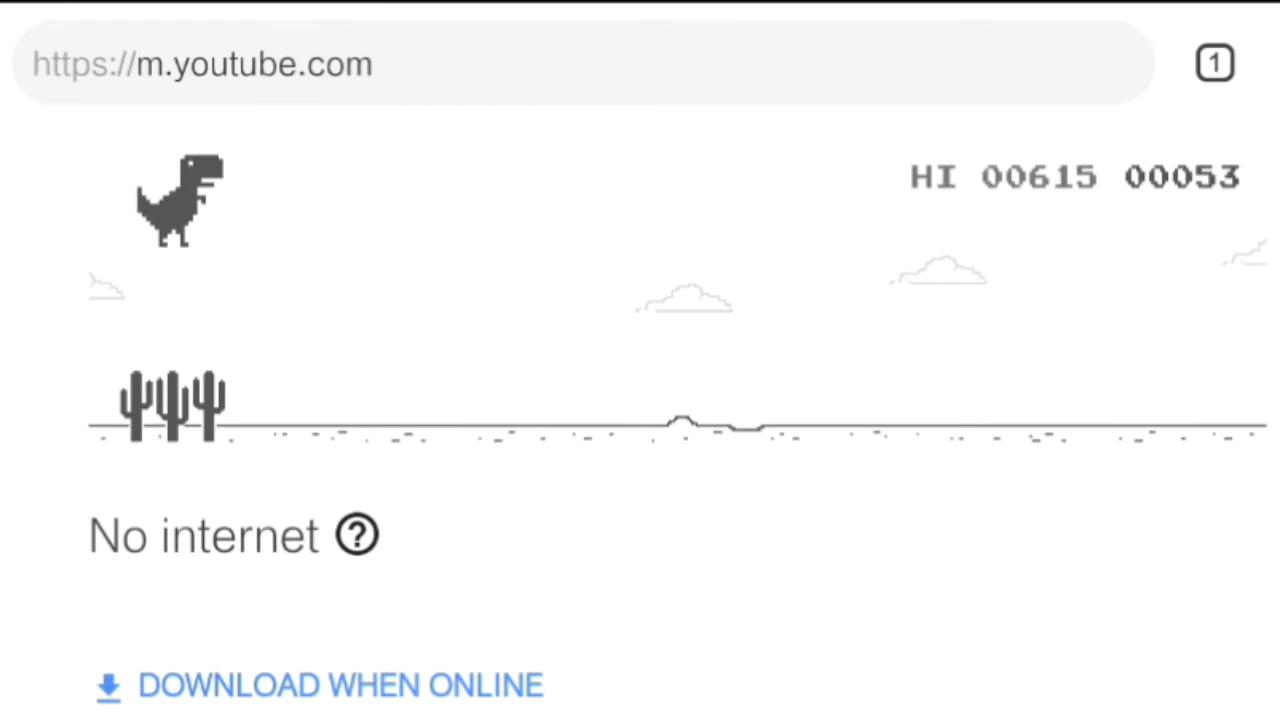 https://m.youtube.com
1
HI 00615 00053
No internet ?
DOWNLOAD WHEN ONLINE